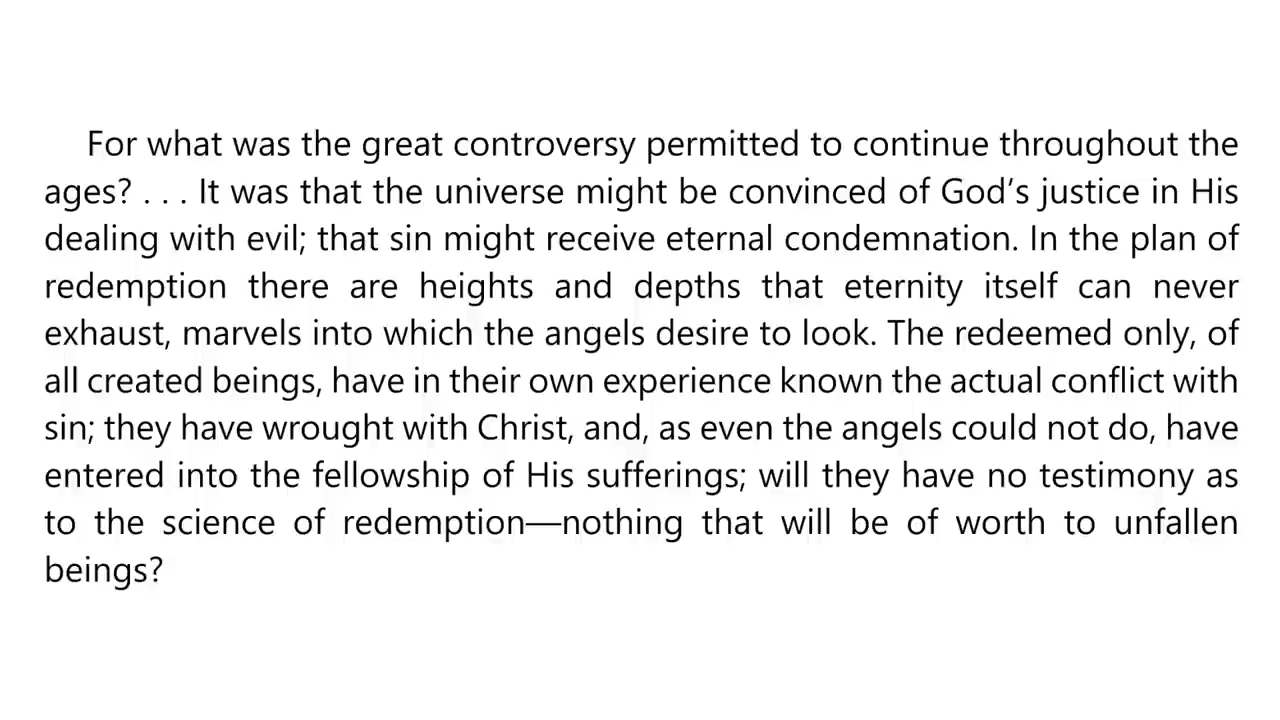 For what was the great controversy permitted to continue throughout the
ages? . . . It was that the universe might be convinced of God’s justice in His
dealing with evil; that sin might receive eternal condemnation. In the plan of
redemption there are heights and depths that eternity itself can never
exhaust, marvels into which the angels desire to look. The redeemed only, of
all created beings, have in their own experience known the actual conflict with
sin; they have wrought with Christ, and, as even the angels could not do, have
entered into the fellowship of His sufferings; will they have no testimony as
to the science of redemption—nothing that will be of worth to unfallen
beings?